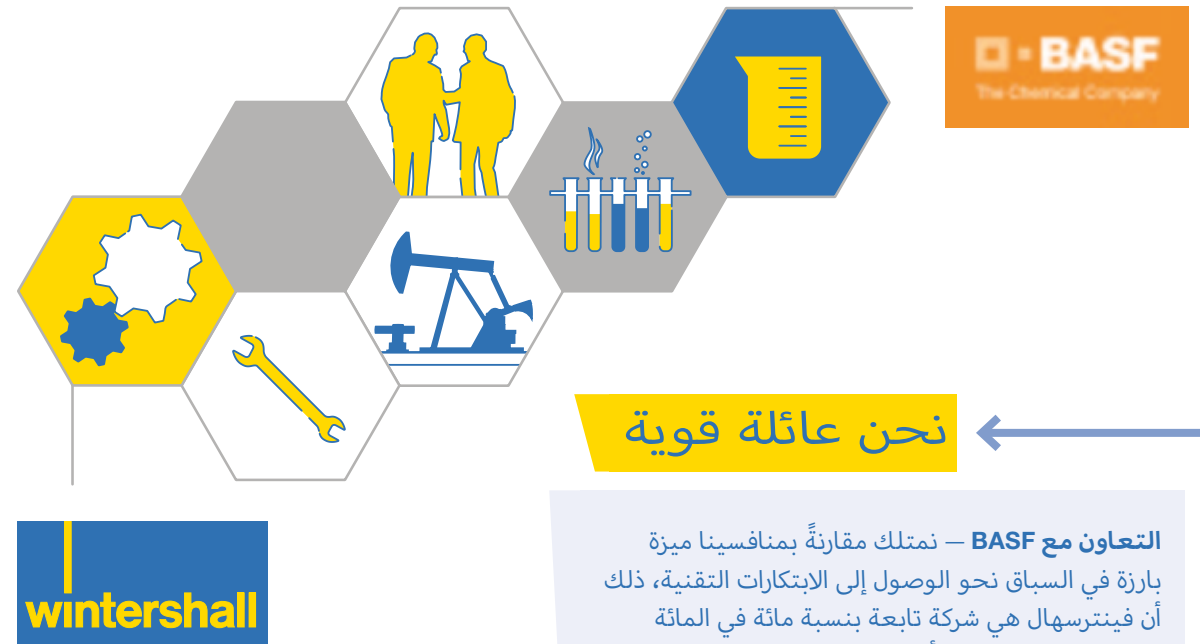 BASF
The Chemical Company
نحن عائلة قوية
wintershall
التعاون مع BASF – نمتلك مقارنةً بمنافسينا ميزة
بارزة في السباق نحو الوصول إلى الابتكارات التقنية، ذلك
أن فينترسهال هي شركة تابعة بنسبة مائة في المائة